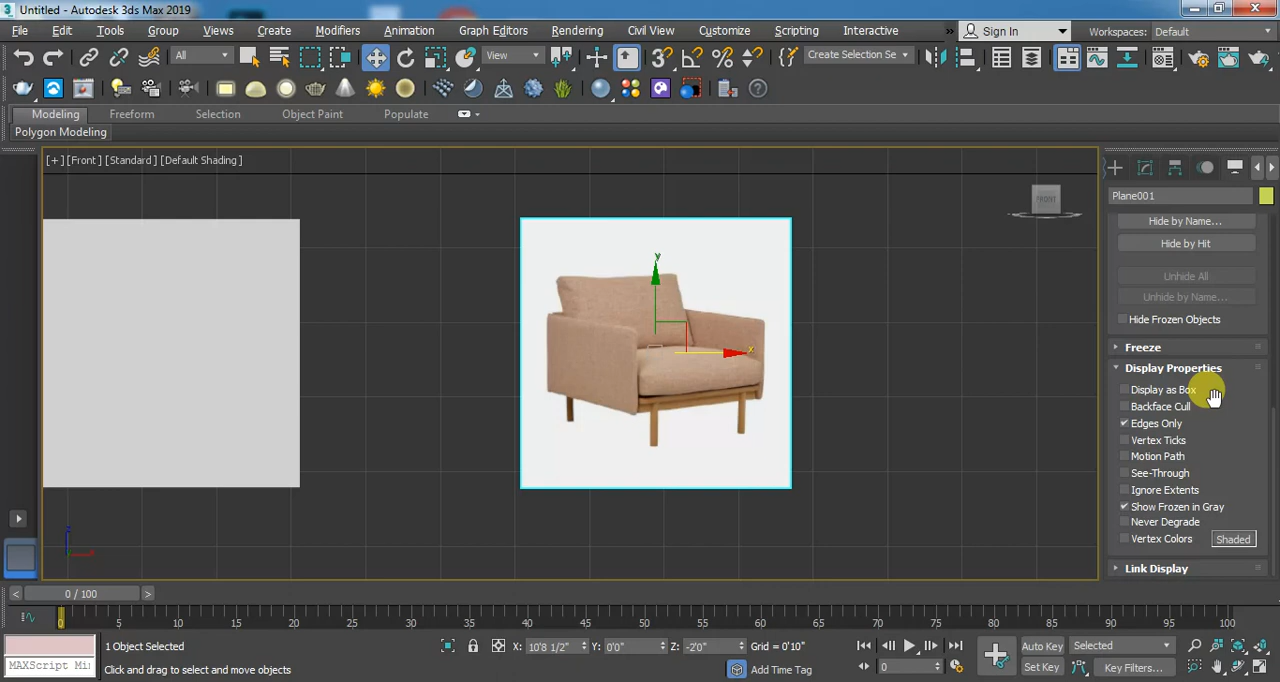 Untitled - Autodesk 3ds Max 2019
File Edit Tools Group Views Create Modifiers Animation Graph Editors Rendering Civil View Customize Scripting Interactive » Sign In Workspaces: Default
All View Create Selection Se
Modeling Freeform Selection Object Paint Populate
Polygon Modeling
[+] [Front] [Standard] [Default Shading]
FRONT
Plane001
Hide by Name...
Hide by Hit
Unhide All
Unhide by Name...
Hide Frozen Objects
Freeze
Display Properties
Display as Box
Backface Cull
Edges Only
Vertex Ticks
Motion Path
See-Through
Ignore Extents
Show Frozen in Gray
Never Degrade
Vertex Colors Shaded
Link Display
y
x
z
< 0 / 100 >
0 5 10 15 20 25 30 35 40 45 50 55 60 65 70 75 80 85 90 95 100
1 Object Selected X: 10'8 1/2" Y: 0'0" Z: -2'0" Grid = 0'10" Auto Key Selected
MAXScript Mi Click and drag to select and move objects Add Time Tag 0 Set Key Key Filters...